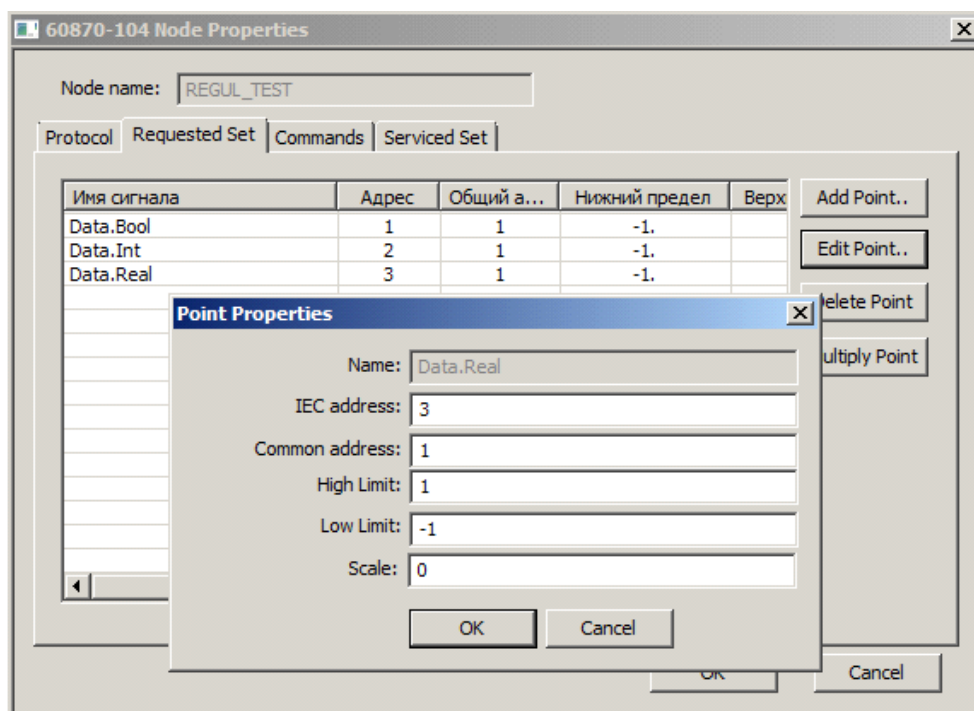 60870-104 Node Properties
Node name: REGUL_TEST
Protocol Requested Set Commands Serviced Set
Имя сигнала Адрес Общий а... Нижний предел Верх
Data.Bool 1 1 -1.
Data.Int 2 1 -1.
Data.Real 3 1 -1.
Add Point..
Edit Point..
elete Point
ultiply Point
Point Properties
Name: Data.Real
IEC address: 3
Common address: 1
High Limit: 1
Low Limit: -1
Scale: 0
OK Cancel
OK Cancel